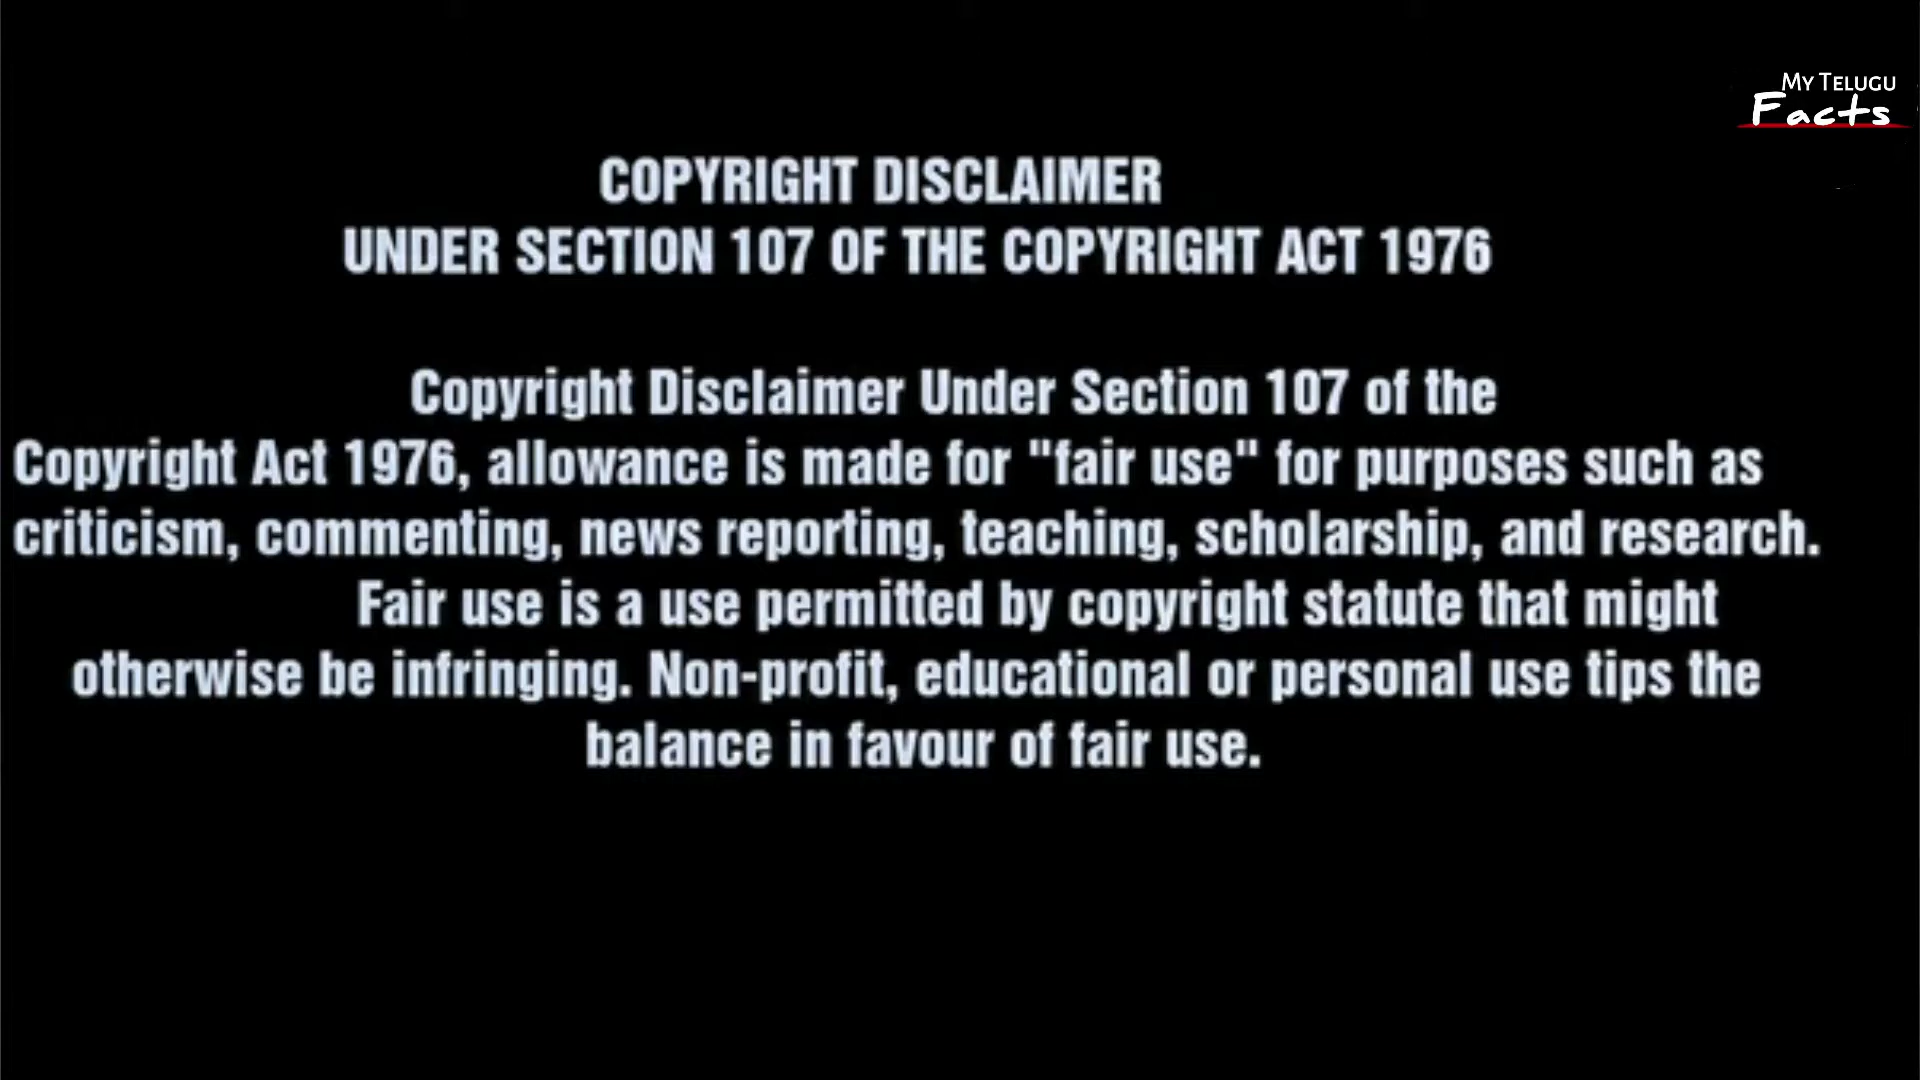 MY TELUGU
Facts
COPYRIGHT DISCLAIMER
UNDER SECTION 107 OF THE COPYRIGHT ACT 1976
Copyright Disclaimer Under Section 107 of the
Copyright Act 1976, allowance is made for "fair use" for purposes such as
criticism, commenting, news reporting, teaching, scholarship, and research.
Fair use is a use permitted by copyright statute that might
otherwise be infringing. Non-profit, educational or personal use tips the
balance in favour of fair use.